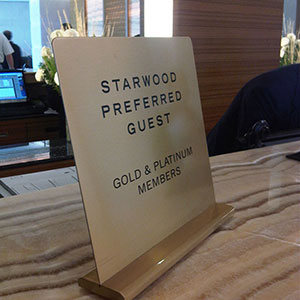 STARWOOD
PREFERRED
GUEST
GOLD & PLATINUM
MEMBERS